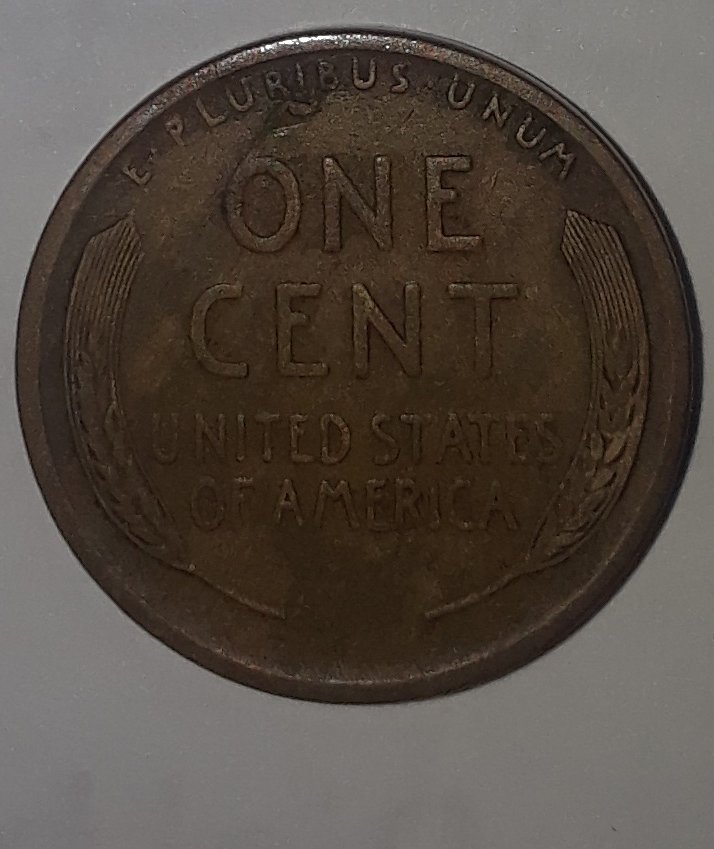 E · PLURIBUS · UNUM
ONE
CENT
UNITED STATES
OF AMERICA